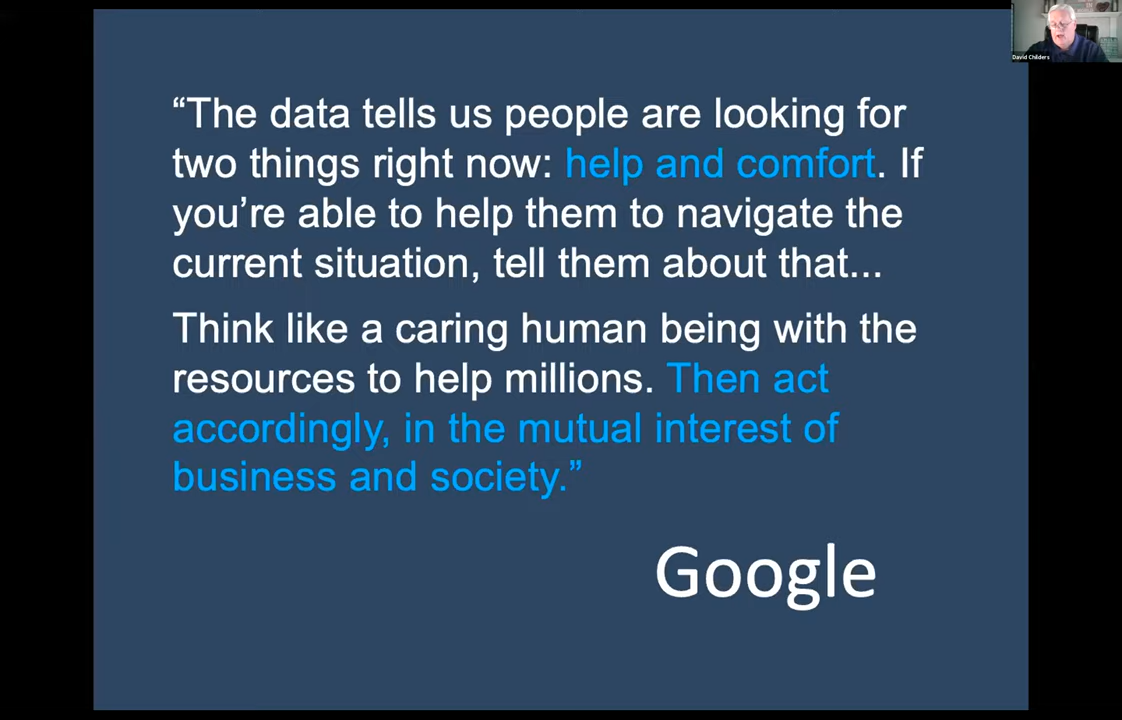 David Childers
“The data tells us people are looking for
two things right now: help and comfort. If
you’re able to help them to navigate the
current situation, tell them about that...
Think like a caring human being with the
resources to help millions. Then act
accordingly, in the mutual interest of
business and society.”
Google